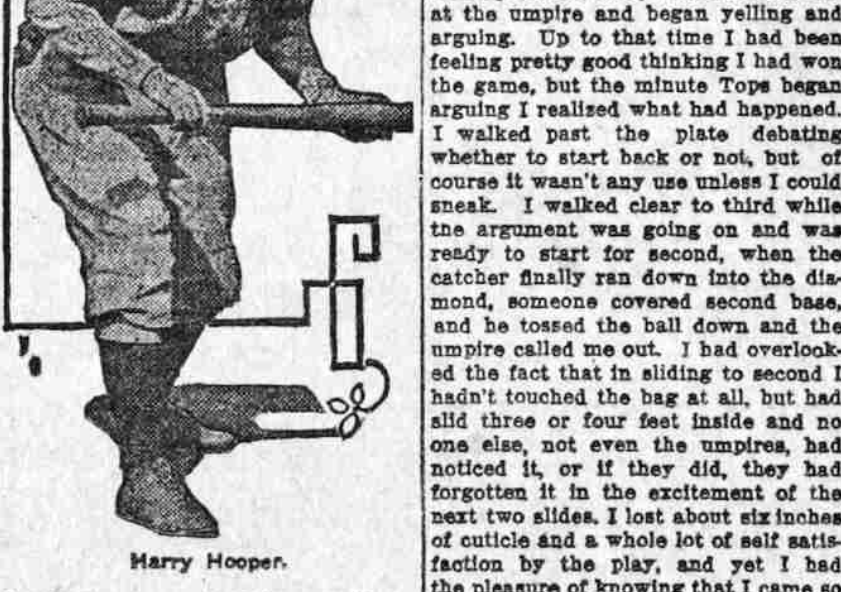 Harry Hooper.
at the umpire and began yelling and
arguing. Up to that time I had been
feeling pretty good thinking I had won
the game, but the minute Tops began
arguing I realized what had happened.
I walked past the plate debating
whether to start back or not, but of
course it wasn't any use unless I could
sneak. I walked clear to third while
the argument was going on and was
ready to start for second, when the
catcher finally ran down into the dia-
mond, someone covered second base,
and he tossed the ball down and the
umpire called me out. I had overlook-
ed the fact that in sliding to second I
hadn't touched the bag at all, but had
slid three or four feet inside and no
one else, not even the umpires, had
noticed it, or if they did, they had
forgotten it in the excitement of the
next two slides. I lost about six inches
of cuticle and a whole lot of self satis-
faction by the play, and yet I had
the pleasure of knowing that I came so